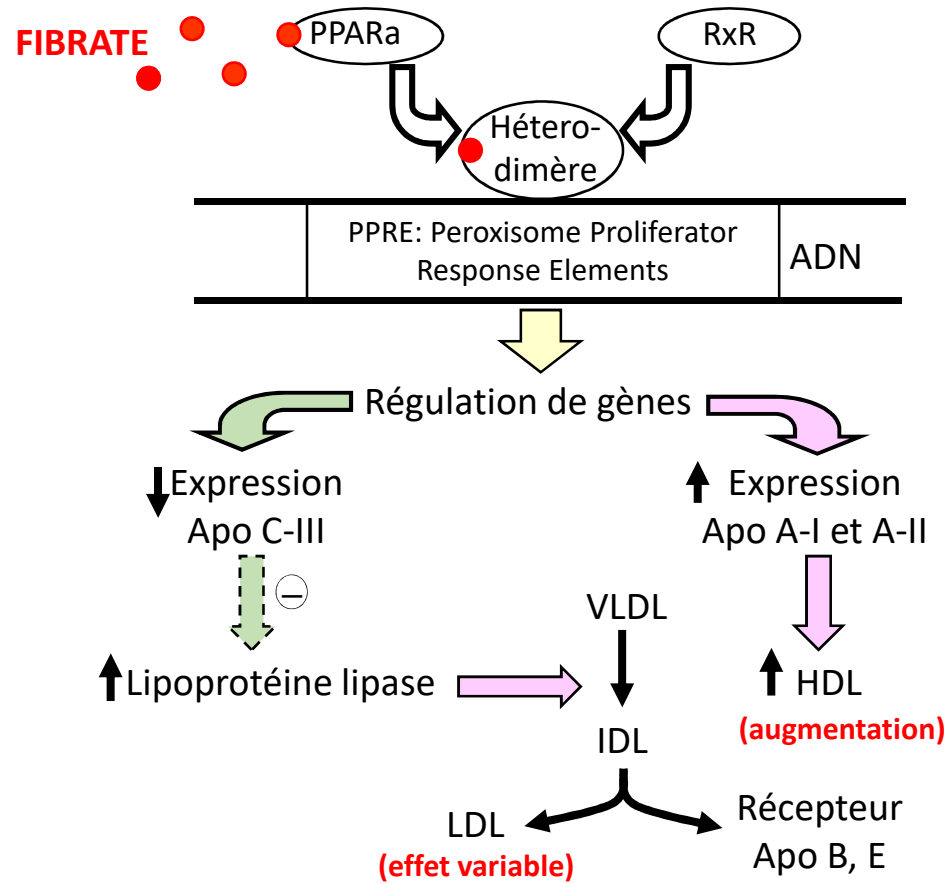 FIBRATE
PPARa
RxR
Hétero-
dimère
PPRE: Peroxisome Proliferator
Response Elements
ADN
Régulation de gènes
Expression
Apo C-III
Expression
Apo A-I et A-II
−
VLDL
Lipoprotéine lipase
HDL
(augmentation)
IDL
LDL
(effet variable)
Récepteur
Apo B, E